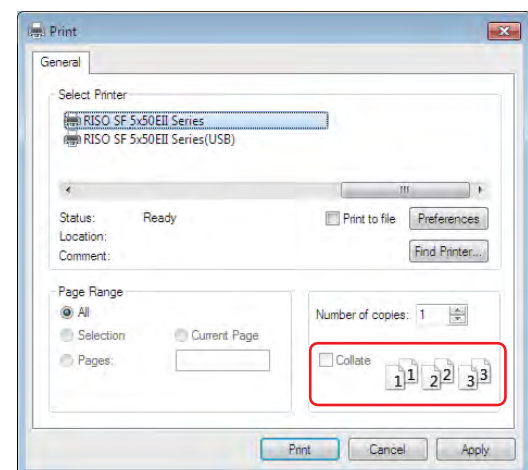 Print
General
Select Printer
RISO SF 5x50EII Series
RISO SF 5x50EII Series(USB)
Status: Ready
Print to file
Preferences
Location:
Comment:
Find Printer...
Page Range
All
Selection
Current Page
Pages:
Number of copies: 1
Collate
1 1 2 2 3 3
Print
Cancel
Apply